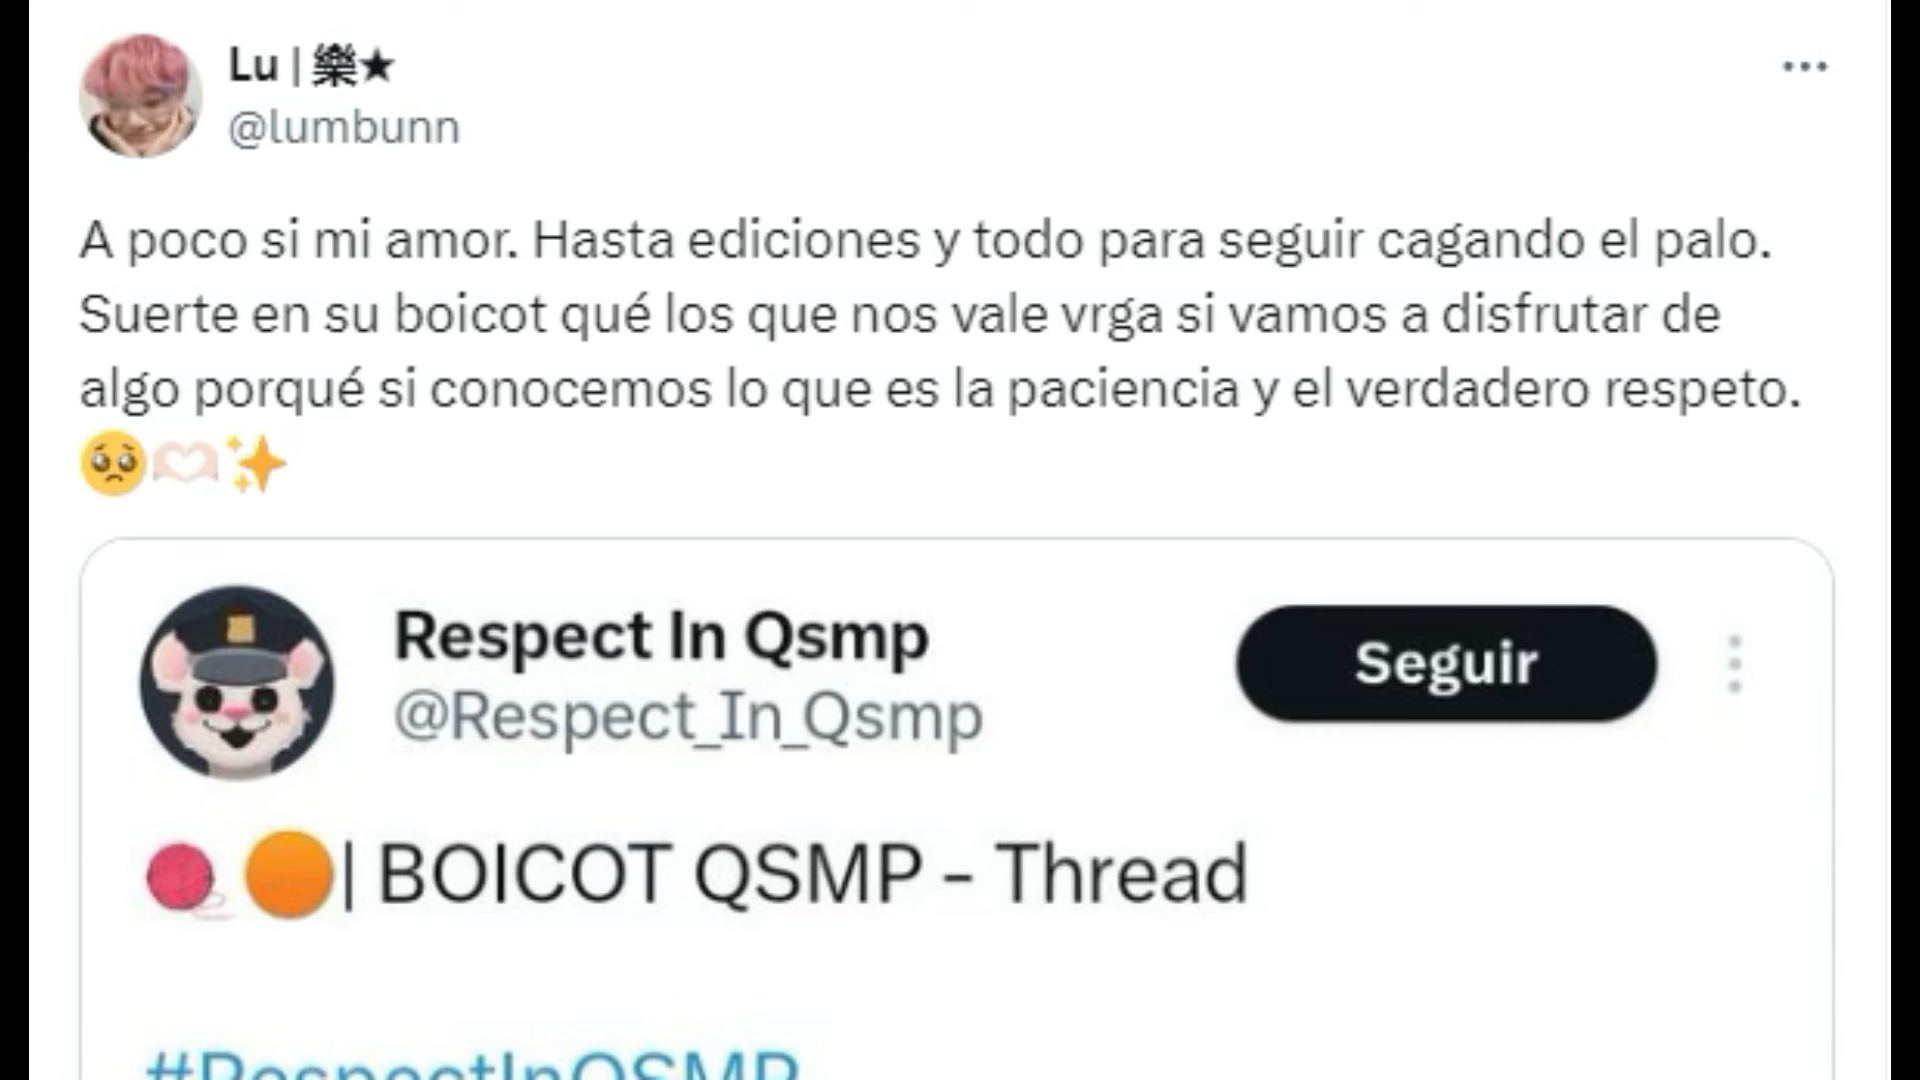 Lu | 樂★
@lumbunn
A poco si mi amor. Hasta ediciones y todo para seguir cagando el palo.
Suerte en su boicot qué los que nos vale vrga si vamos a disfrutar de
algo porqué si conocemos lo que es la paciencia y el verdadero respeto.
🥺🫶🏻✨
Respect In Qsmp
Seguir
@Respect_In_Qsmp
🧶🟠| BOICOT QSMP - Thread
#RespectInQSMP